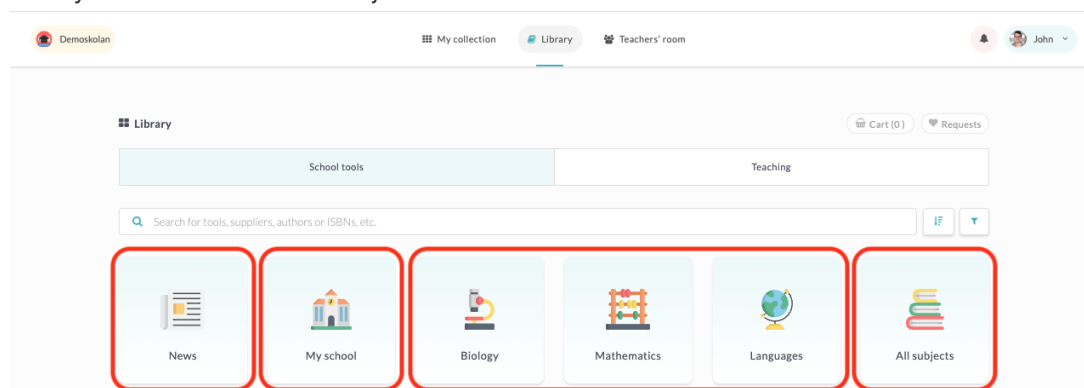 Demoskolan
My collection
Library
Teachers' room
John
Library
Cart (0 )
Requests
School tools
Teaching
Search for tools, suppliers, authors or ISBNs, etc.
News
My school
Biology
Mathematics
Languages
All subjects